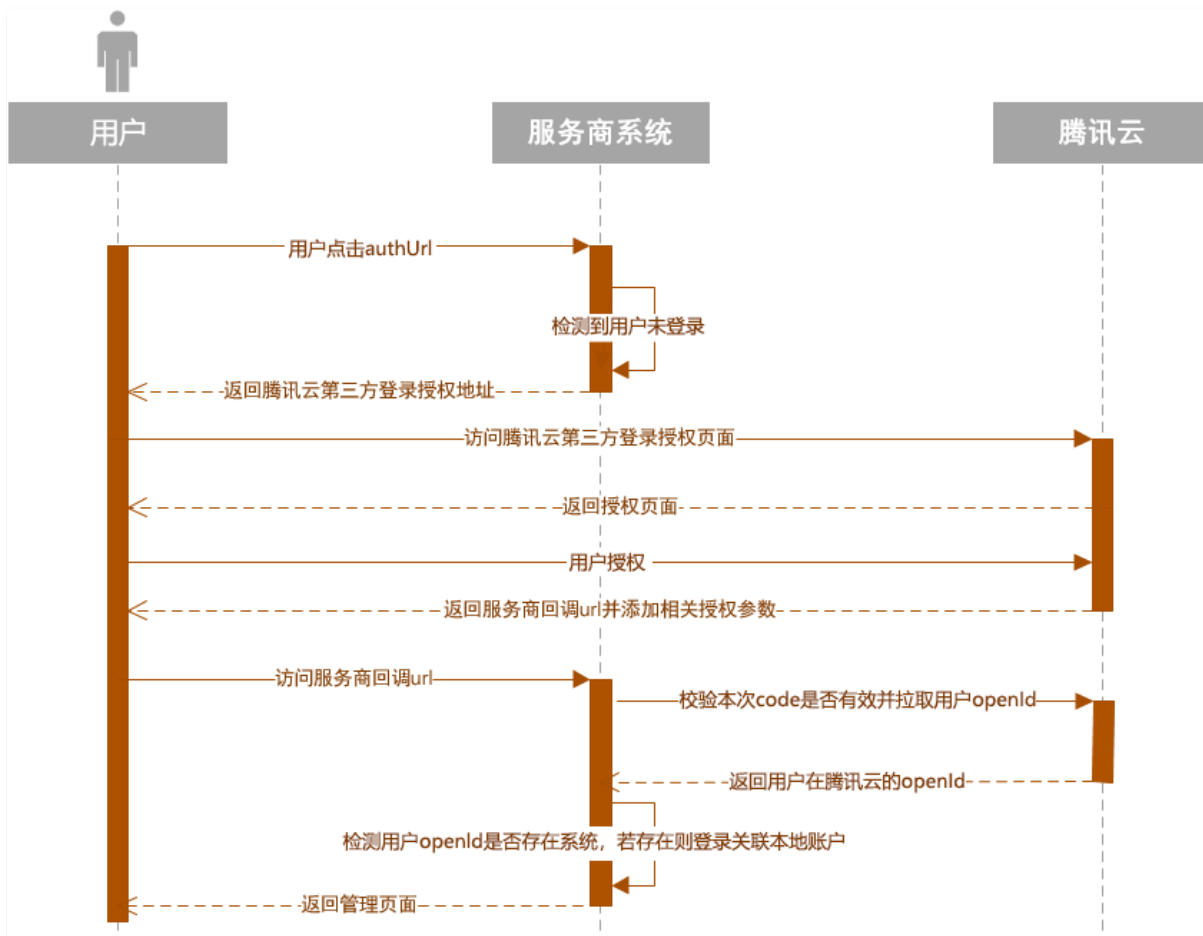 用户
服务商系统
腾讯云
用户点击authUrl
检测到用户未登录
返回腾讯云第三方登录授权地址
访问腾讯云第三方登录授权页面
返回授权页面
用户授权
返回服务商回调url并添加相关授权参数
访问服务商回调url
校验本次code是否有效并拉取用户openId
返回用户在腾讯云的openId
检测用户openId是否存在系统，若存在则登录关联本地账户
返回管理页面